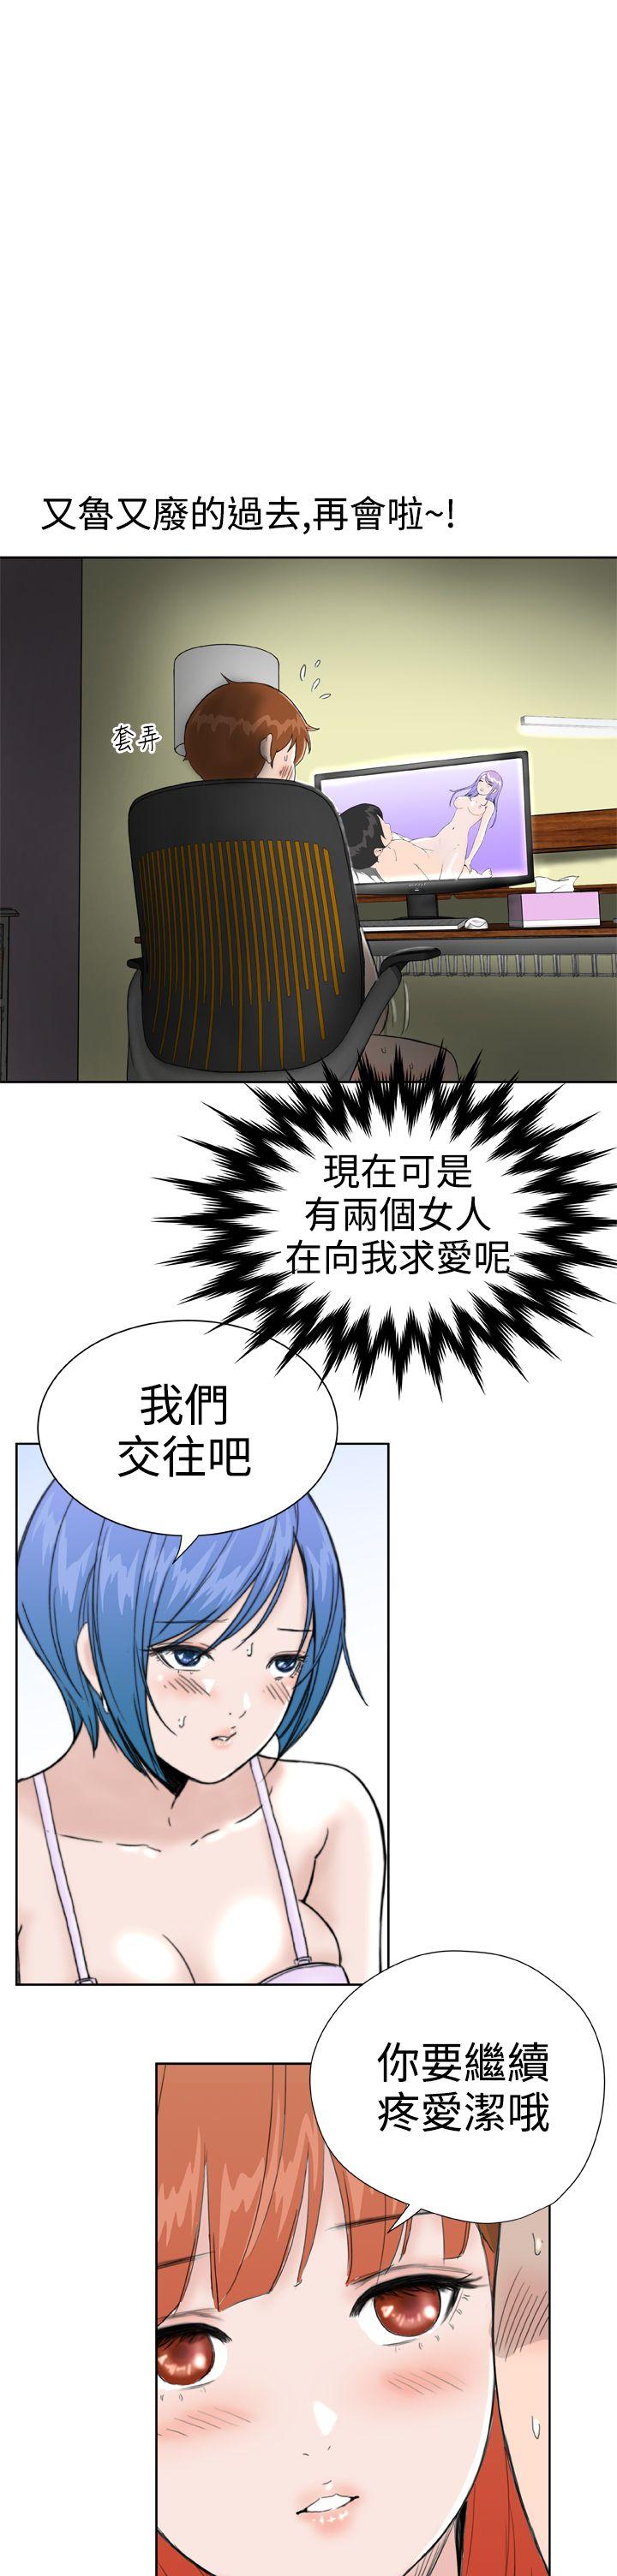 又魯又廢的過去,再會啦~!
套弄
現在可是
有兩個女人
在向我求愛呢
我們
交往吧
你要繼續
疼愛潔哦